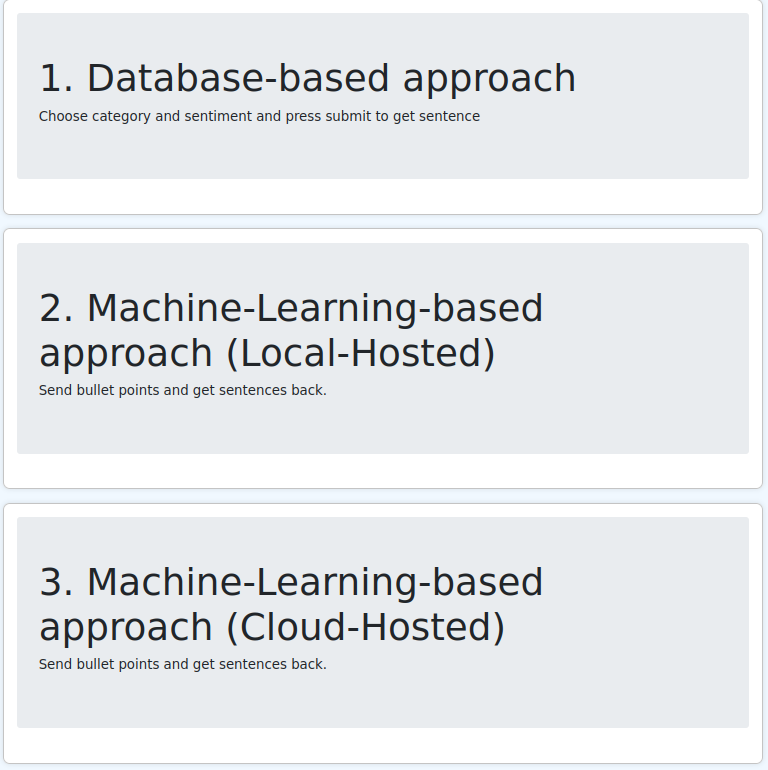 1. Database-based approach
Choose category and sentiment and press submit to get sentence
2. Machine-Learning-based
approach (Local-Hosted)
Send bullet points and get sentences back.
3. Machine-Learning-based
approach (Cloud-Hosted)
Send bullet points and get sentences back.